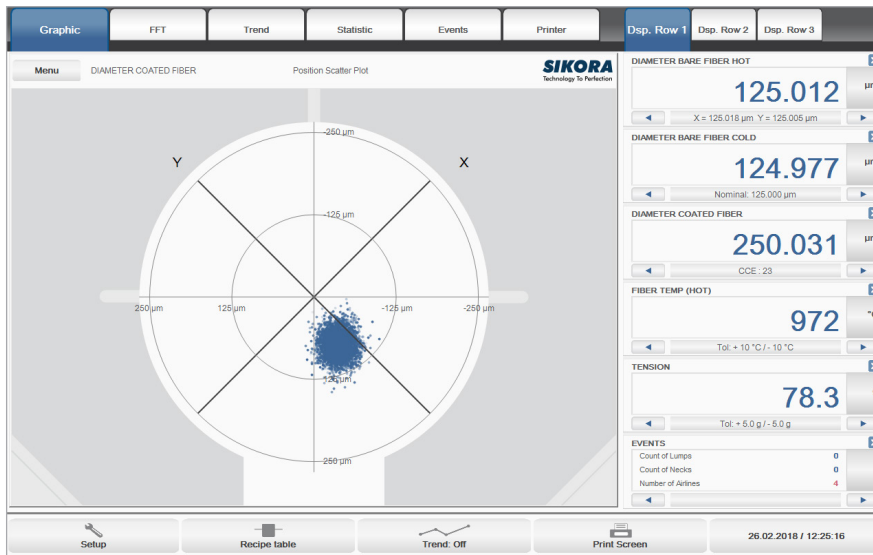 Graphic
FFT
Trend
Statistic
Events
Printer
Dsp. Row 1
Dsp. Row 2
Dsp. Row 3
Menu
DIAMETER COATED FIBER
Position Scatter Plot
SIKORA
Technology To Perfection
-250 µm
Y
X
-125 µm
250 µm
125 µm
-125 µm
-250 µm
125 µm
250 µm
DIAMETER BARE FIBER HOT
125.012
X = 125.018 µm Y = 125.005 µm
DIAMETER BARE FIBER COLD
124.977
Nominal: 125.000 µm
DIAMETER COATED FIBER
250.031
CCE : 23
FIBER TEMP (HOT)
972
Tol: + 10 °C / - 10 °C
TENSION
78.3
Tol: + 5.0 g / - 5.0 g
EVENTS
Count of Lumps 0
Count of Necks 0
Number of Airlines 4
Setup
Recipe table
Trend: Off
Print Screen
26.02.2018 / 12:25:16